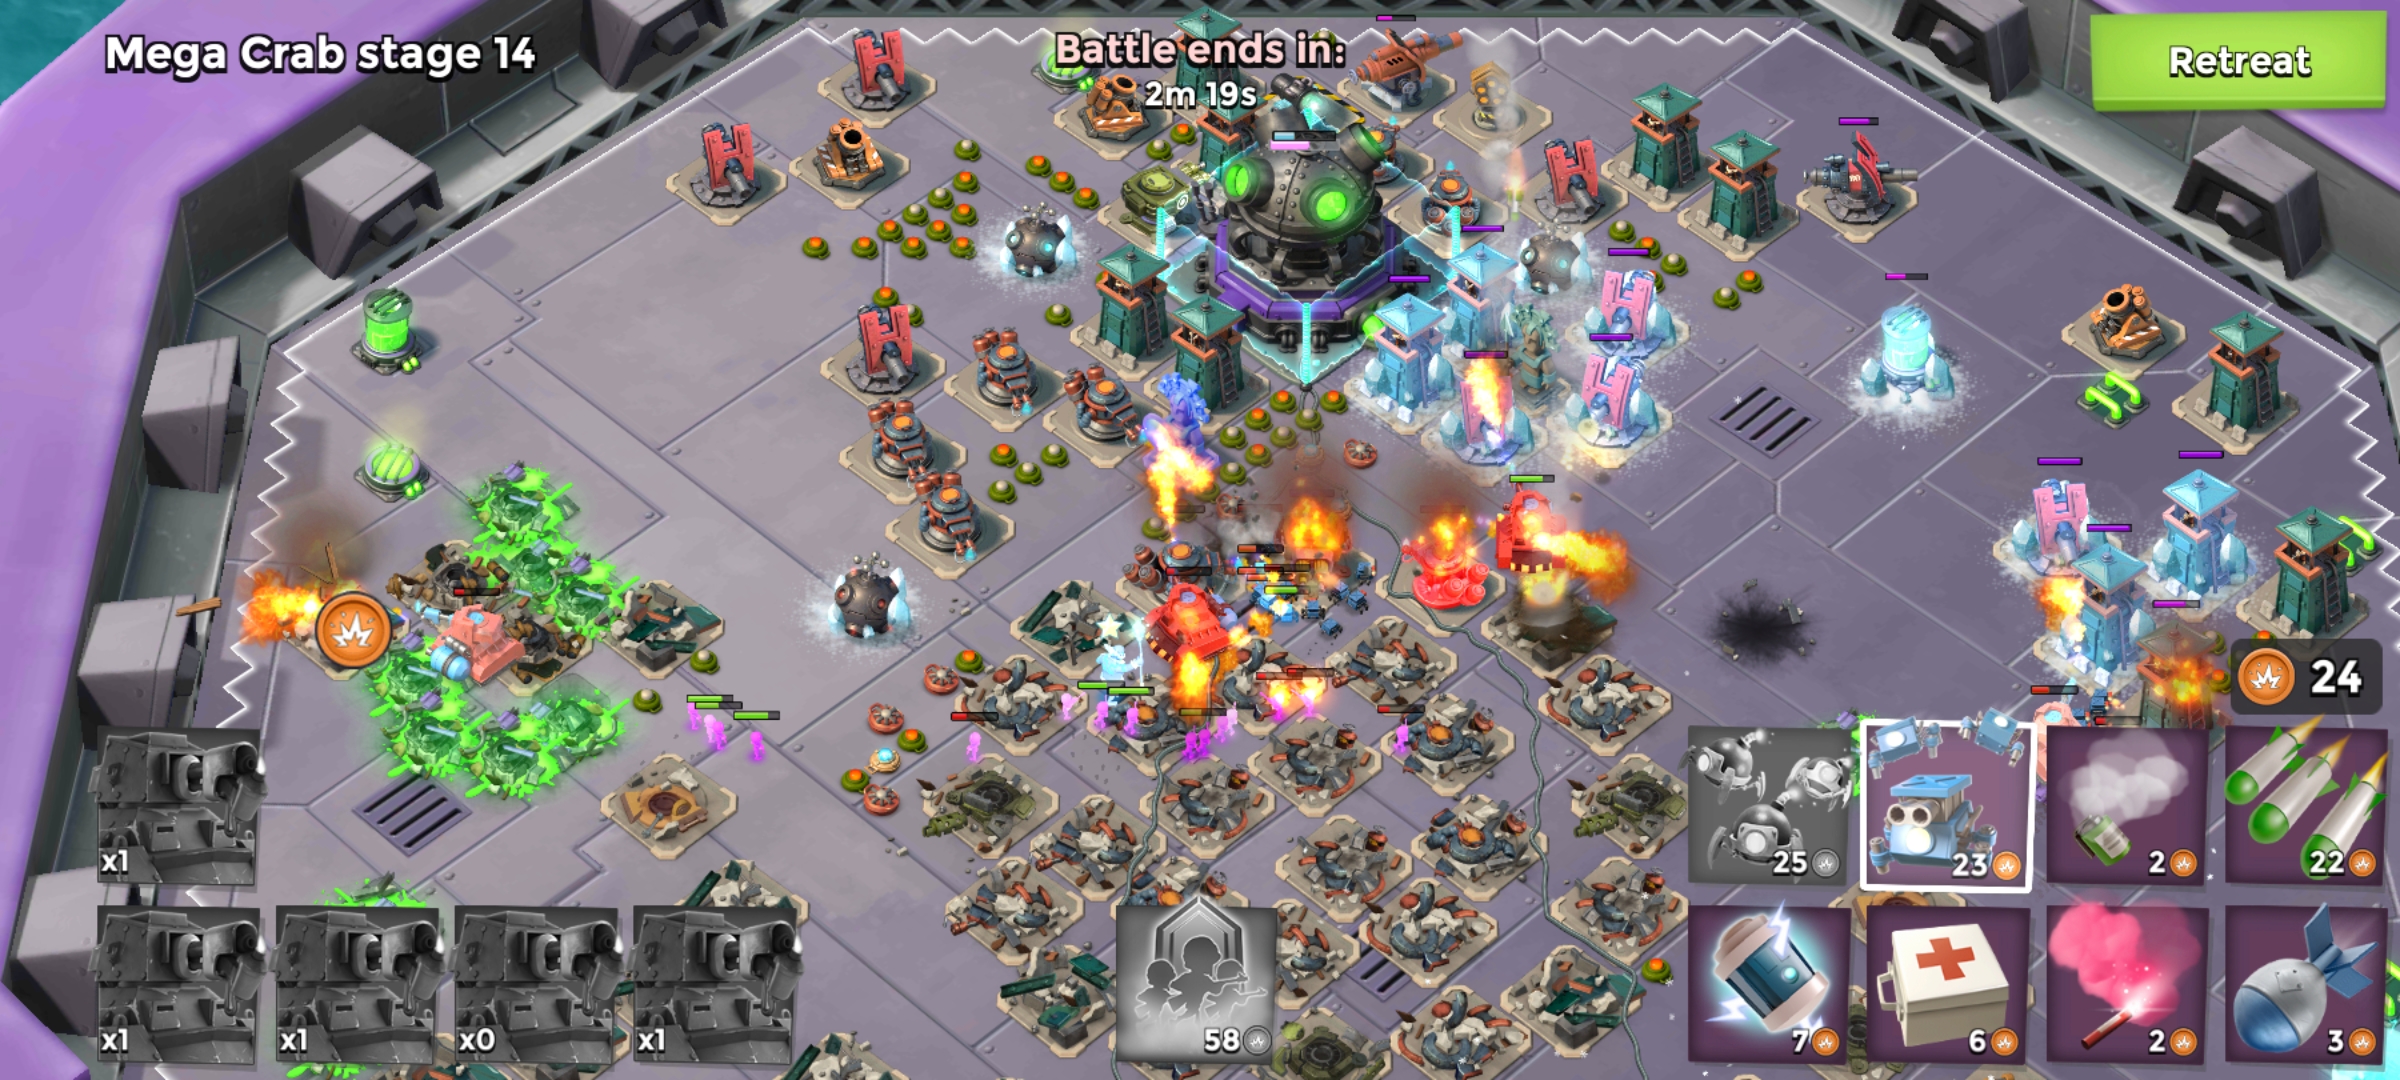 Mega Crab stage 14
Battle ends in:
2m 19s
Retreat
24
x1
25
23
2
22
x1
x1
x0
x1
58
7
6
2
3